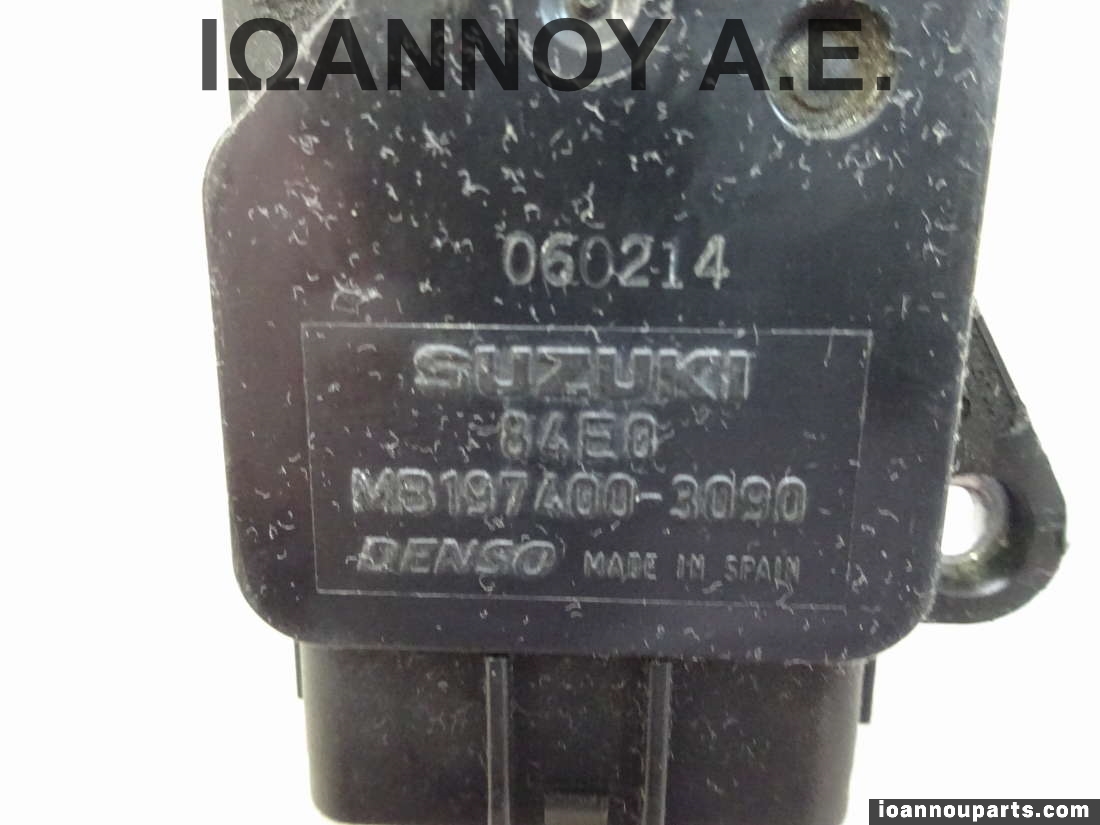 ΙΩΑΝΝΟΥ Α.Ε.
060214
SUZUKI
84E0
MB197400-3090
DENSO MADE IN SPAIN
ioannouparts.com